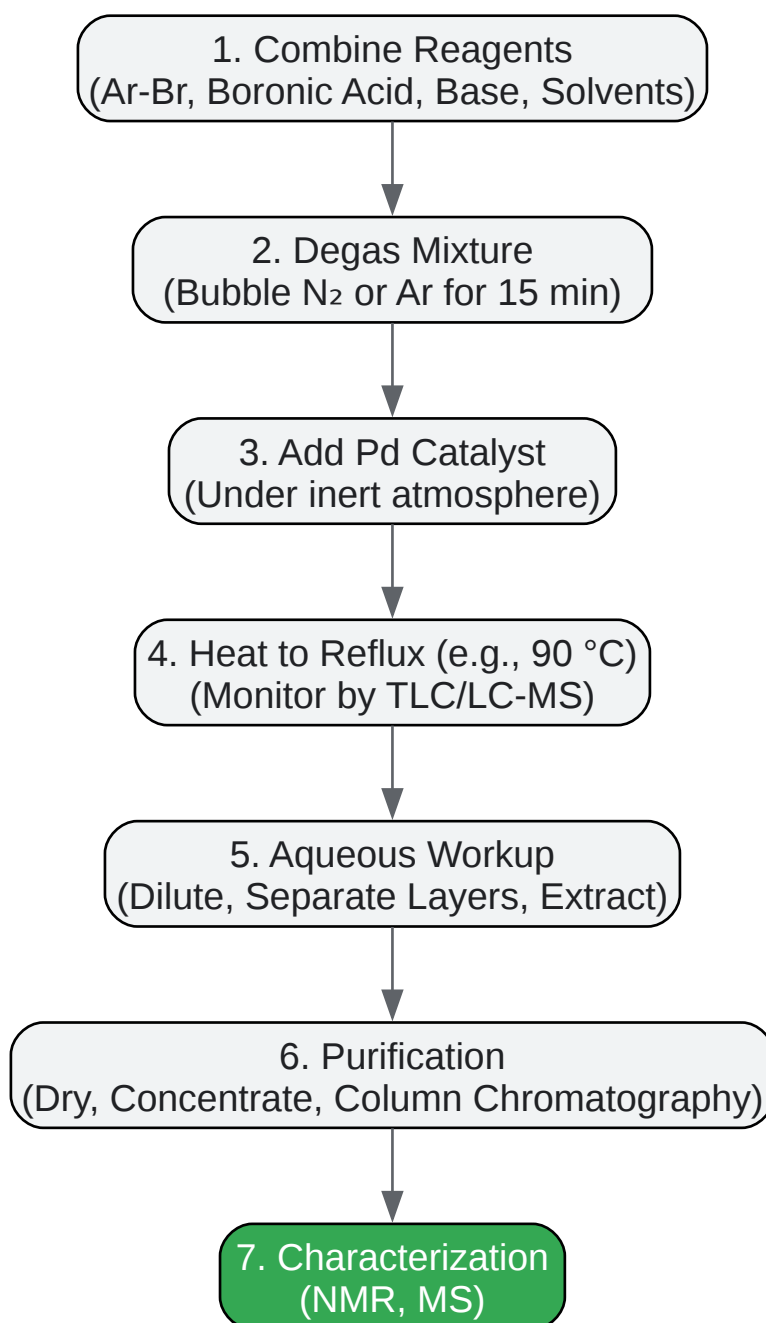 1. Combine Reagents
(Ar-Br, Boronic Acid, Base, Solvents)
2. Degas Mixture
(Bubble N₂ or Ar for 15 min)
3. Add Pd Catalyst
(Under inert atmosphere)
4. Heat to Reflux (e.g., 90 °C)
(Monitor by TLC/LC-MS)
5. Aqueous Workup
(Dilute, Separate Layers, Extract)
6. Purification
(Dry, Concentrate, Column Chromatography)
7. Characterization
(NMR, MS)